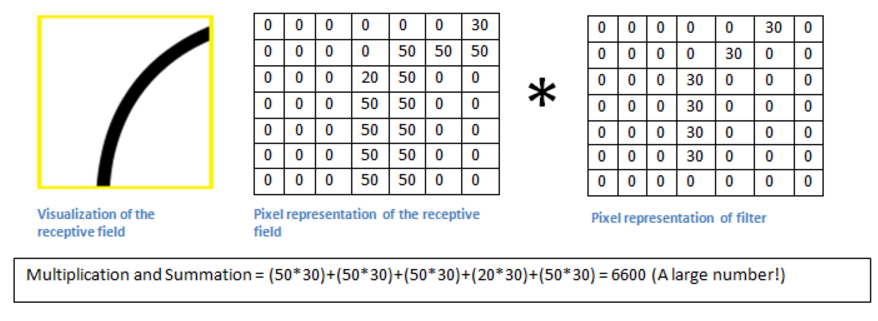 0 0 0 0 0 0 30
0 0 0 0 50 50 50
0 0 0 20 50 0 0
0 0 0 50 50 0 0
0 0 0 50 50 0 0
0 0 0 50 50 0 0
0 0 0 50 50 0 0
*
0 0 0 0 0 30 0
0 0 0 0 30 0 0
0 0 0 30 0 0 0
0 0 0 30 0 0 0
0 0 0 30 0 0 0
0 0 0 30 0 0 0
0 0 0 0 0 0 0
Visualization of the
receptive field
Pixel representation of the receptive
field
Pixel representation of filter
Multiplication and Summation = (50*30)+(50*30)+(50*30)+(20*30)+(50*30) = 6600 (A large number!)